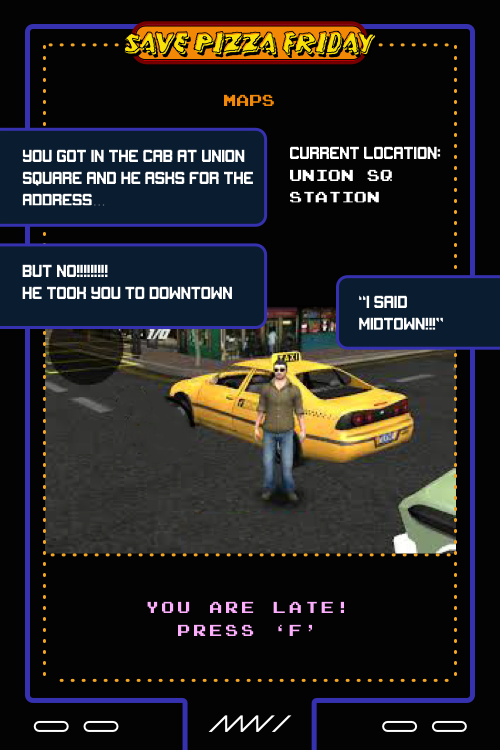 SAVE PIZZA FRIDAY
MAPS
YOU GOT IN THE CAB AT UNION
SQUARE AND HE ASKS FOR THE
ADDRESS...
CURRENT LOCATION:
UNION SQ
STATION
BUT NO!!!!!!!!!
HE TOOK YOU TO DOWNTOWN
“I SAID
MIDTOWN!!!”
TAXI
YOU ARE LATE!
PRESS ‘F’